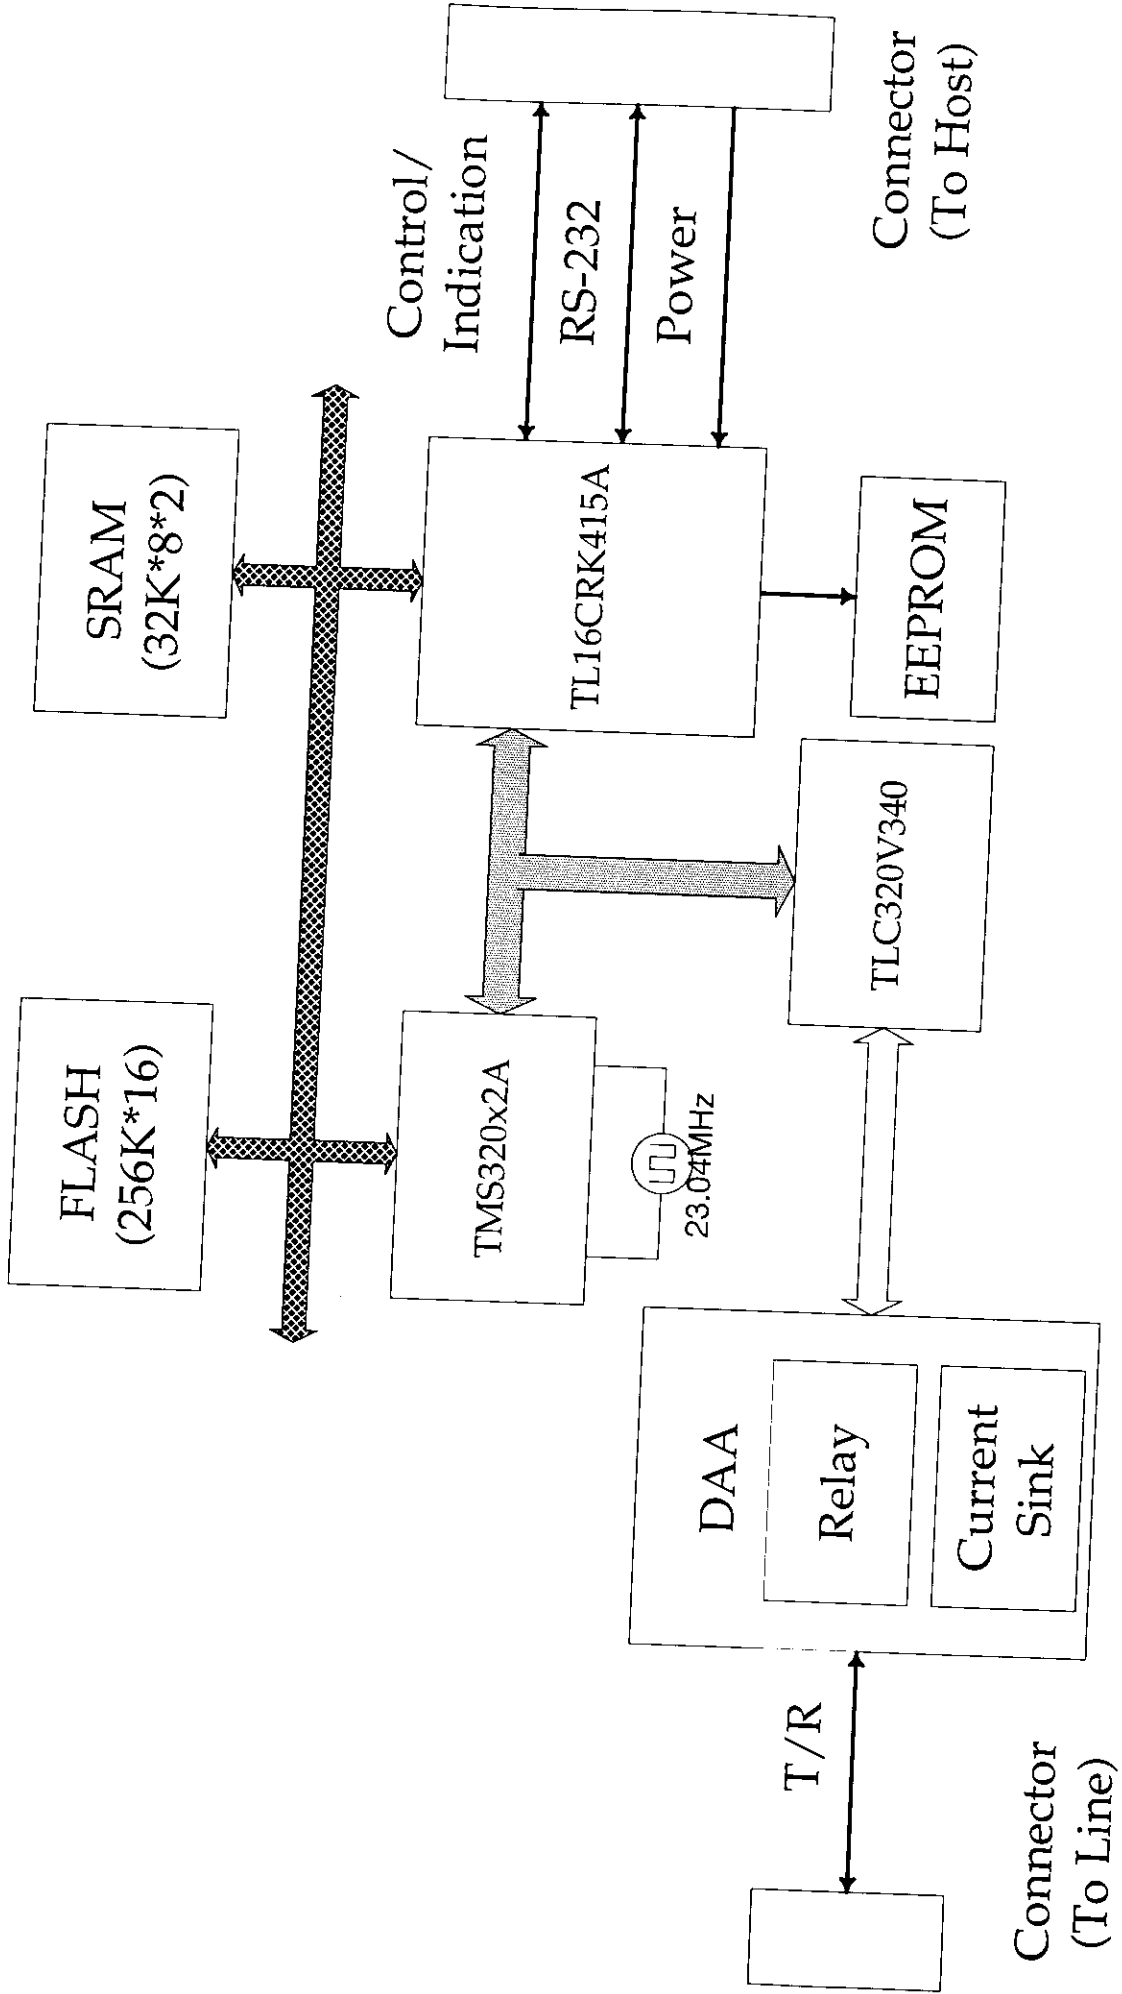 FLASH
(256K*16)
SRAM
(32K*8*2)
Control/
Indication
TMS320x2A
TL16CRK415A
RS-232
Power
23.04MHz
DAA
Relay
Current
Sink
TLC320V340
EEPROM
T/R
Connector
(To Line)
Connector
(To Host)